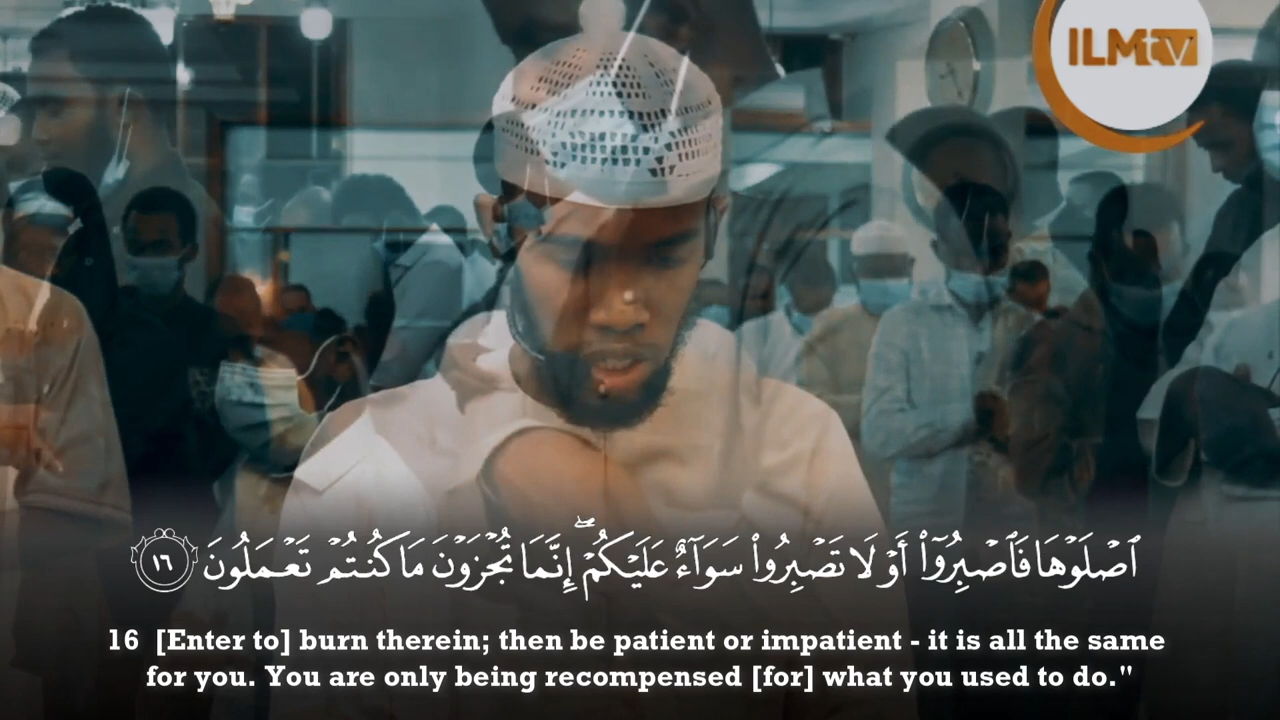 ILMtv
ٱصْلَوْهَا فَٱصْبِرُوٓا۟ أَوْ لَا تَصْبِرُوا۟ سَوَآءٌ عَلَيْكُمْ ۖ إِنَّمَا تُجْزَوْنَ مَا كُنتُمْ تَعْمَلُونَ ١٦
16 [Enter to] burn therein; then be patient or impatient - it is all the same
for you. You are only being recompensed [for] what you used to do."